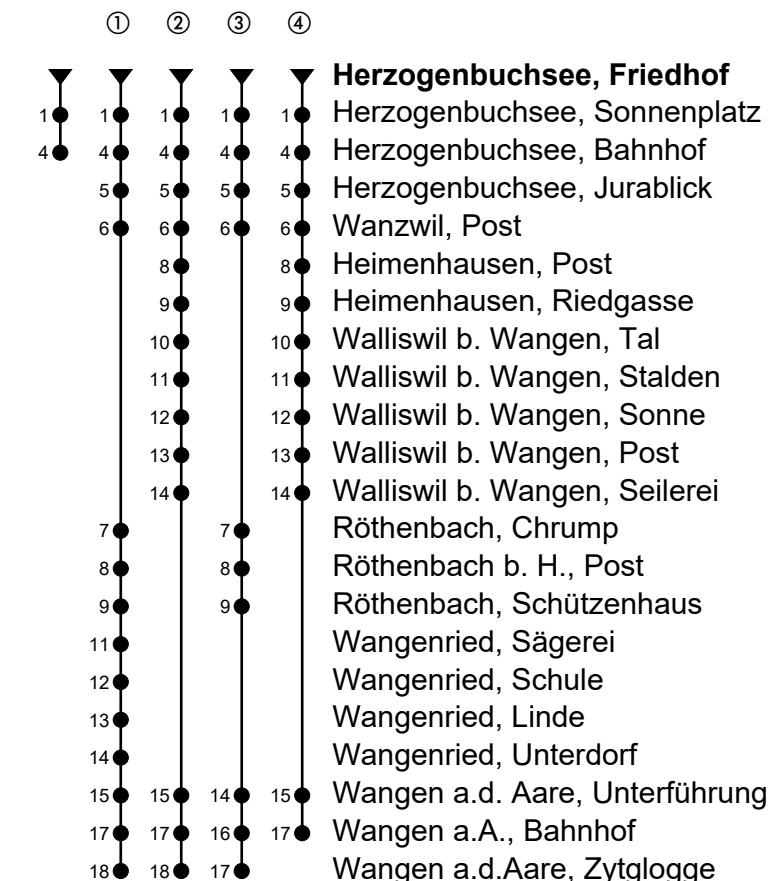 ① ② ③ ④
Herzogenbuchsee, Friedhof
1 1 1 1 1 Herzogenbuchsee, Sonnenplatz
4 4 4 4 4 Herzogenbuchsee, Bahnhof
5 5 5 5 Herzogenbuchsee, Jurablick
6 6 6 6 Wanzwil, Post
8 8 Heimenhausen, Post
9 9 Heimenhausen, Riedgasse
10 10 Walliswil b. Wangen, Tal
11 11 Walliswil b. Wangen, Stalden
12 12 Walliswil b. Wangen, Sonne
13 13 Walliswil b. Wangen, Post
14 14 Walliswil b. Wangen, Seilerei
7 7 Röthenbach, Chrump
8 8 Röthenbach b. H., Post
9 9 Röthenbach, Schützenhaus
11 Wangenried, Sägerei
12 Wangenried, Schule
13 Wangenried, Linde
14 Wangenried, Unterdorf
15 15 14 15 Wangen a.d. Aare, Unterführung
17 17 16 17 Wangen a.A., Bahnhof
18 18 17 Wangen a.d.Aare, Zytglogge